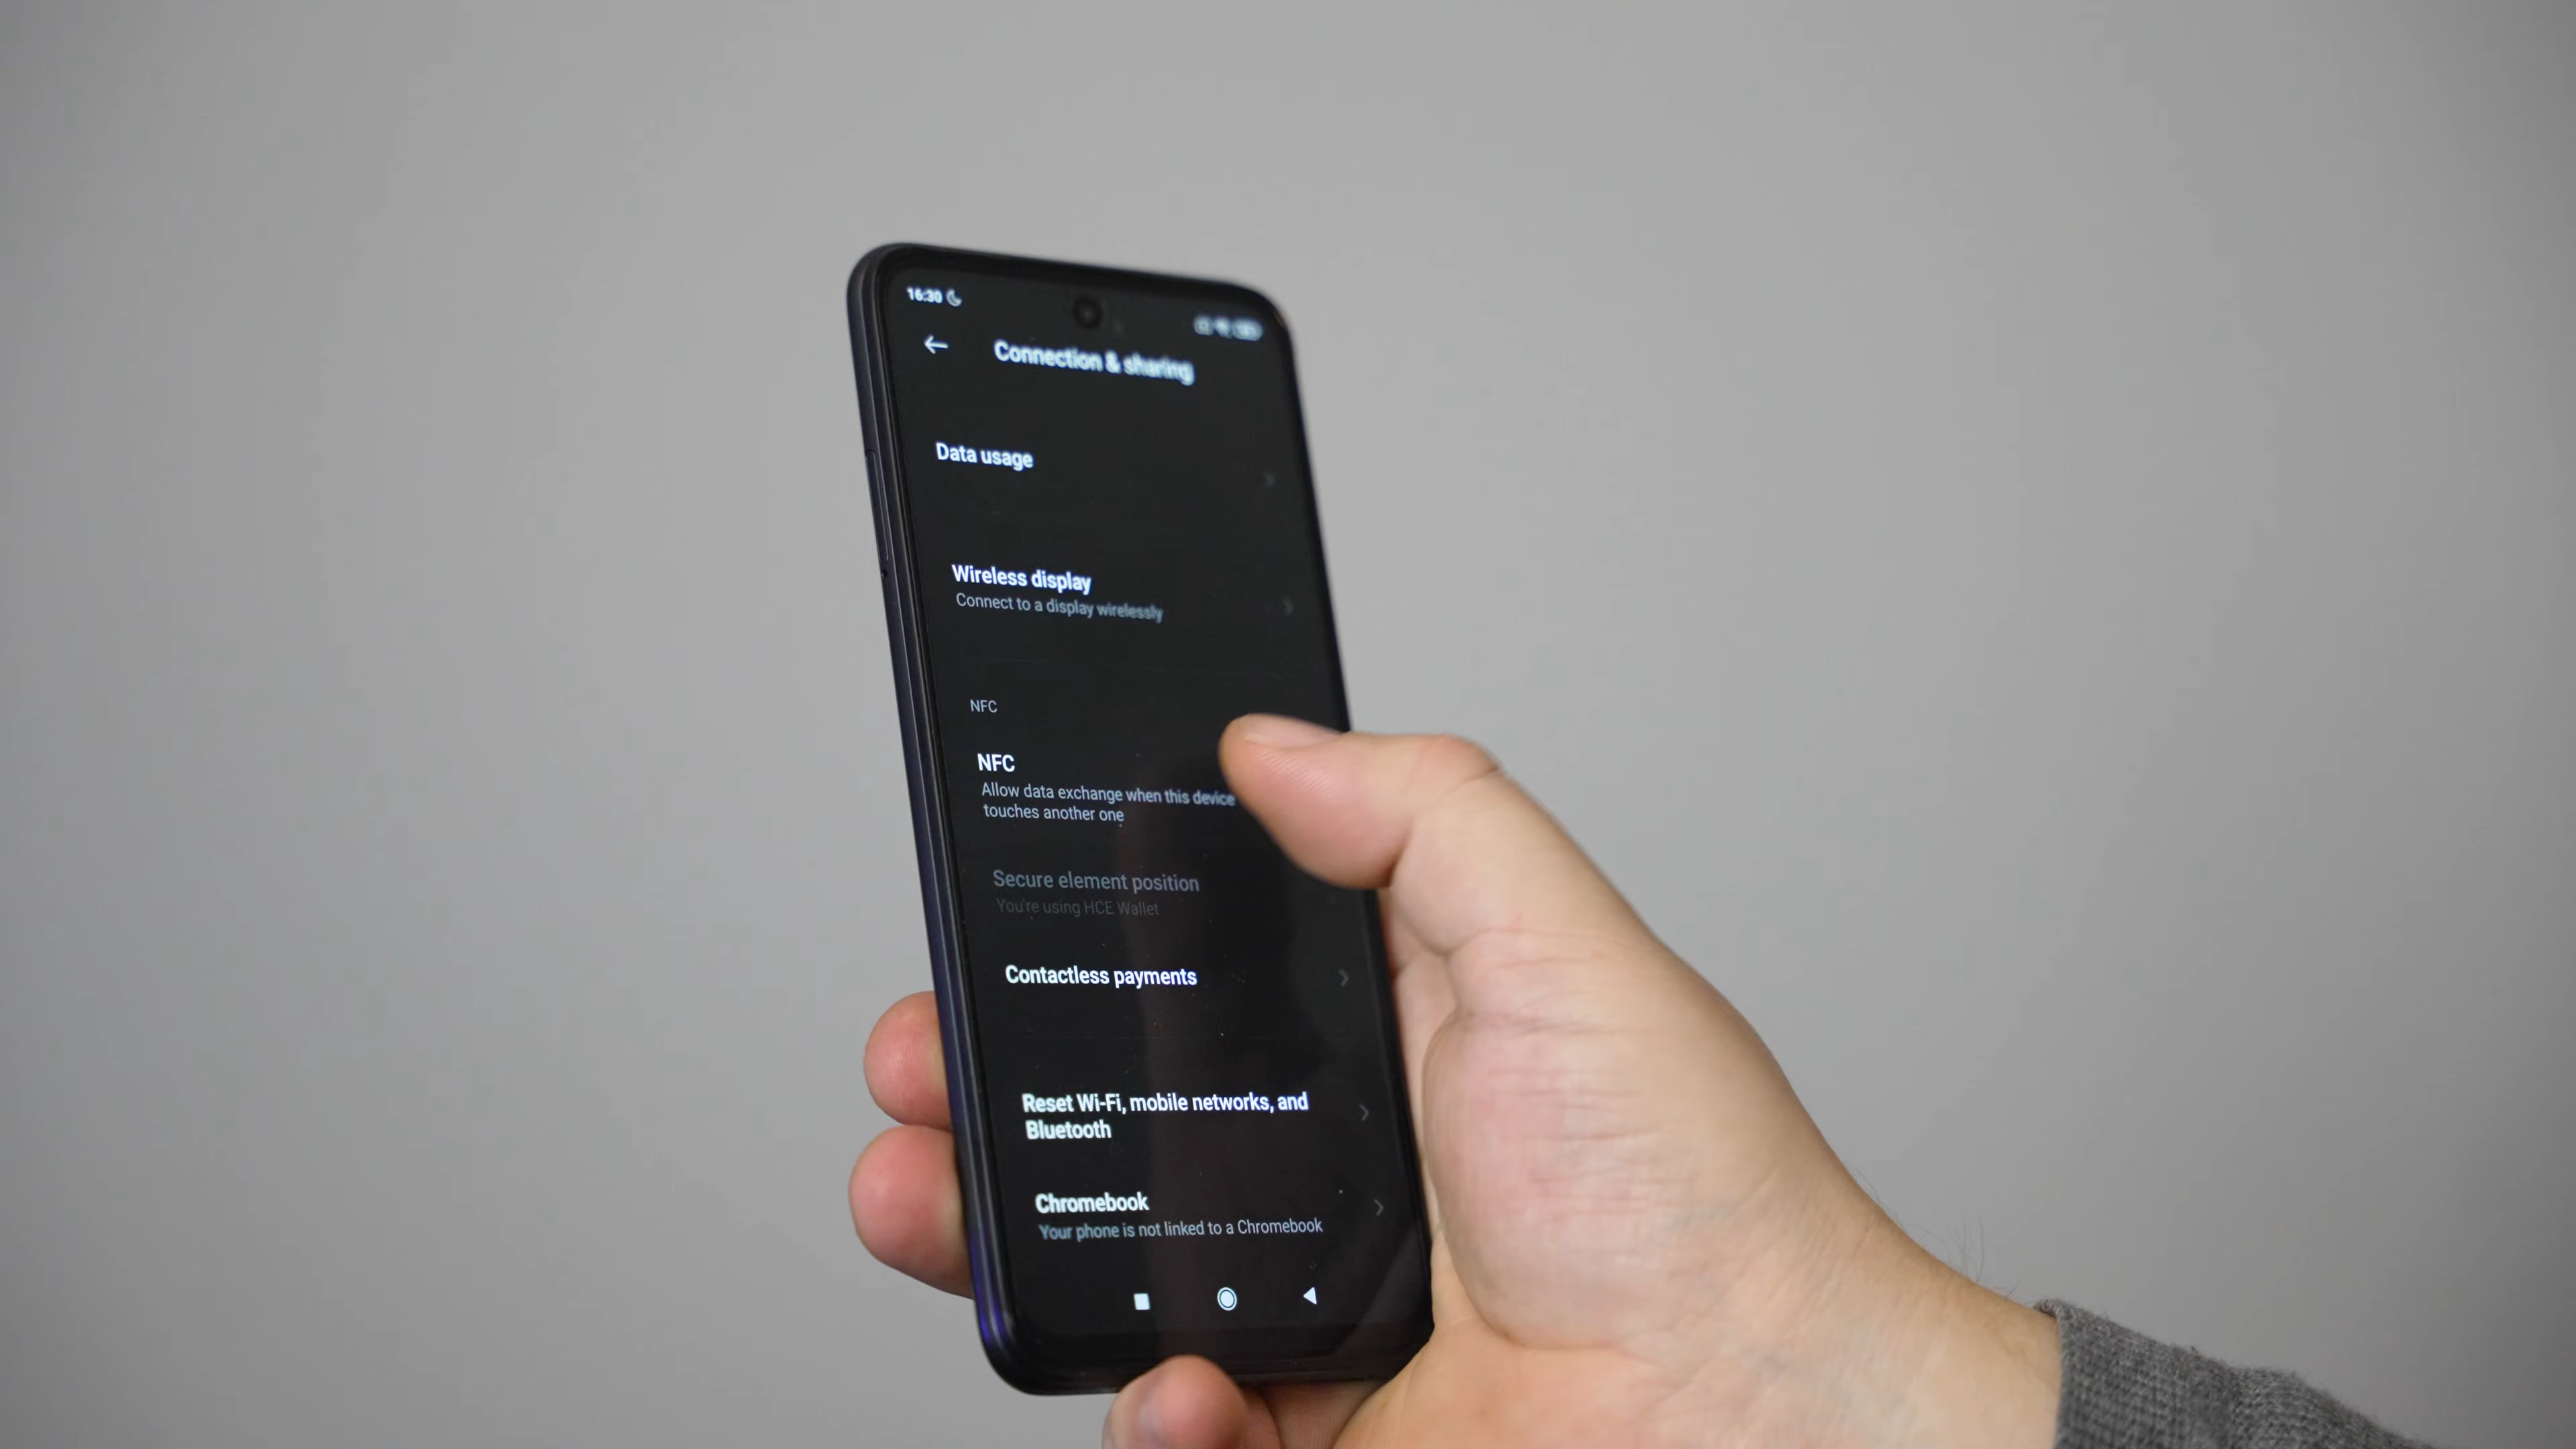 16:30
Connection & sharing
Data usage
Wireless display
Connect to a display wirelessly
NFC
NFC
Allow data exchange when this device
touches another one
Secure element position
You're using HCE Wallet
Contactless payments
Reset Wi-Fi, mobile networks, and
Bluetooth
Chromebook
Your phone is not linked to a Chromebook